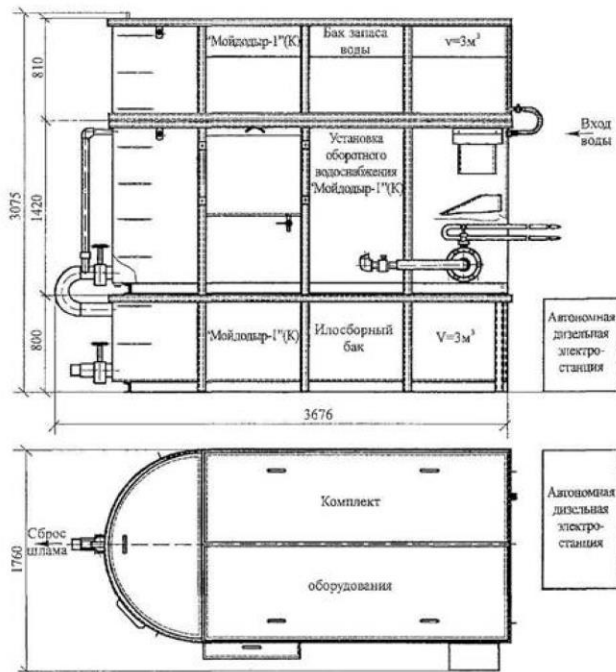 "Мойдодыр-1"(К)
Бак запаса
воды
v=3м³
810
Вход
воды
Установка
оборотного
водоснабжения
"Мойдодыр-1"(К)
3075
1420
"Мойдодыр-1"(К)
Илосборный
бак
V=3м³
800
Автономная
дизельная
электро-
станция
3676
Комплект
Автономная
дизельная
электро-
станция
Сброс
шлама
1760
оборудования